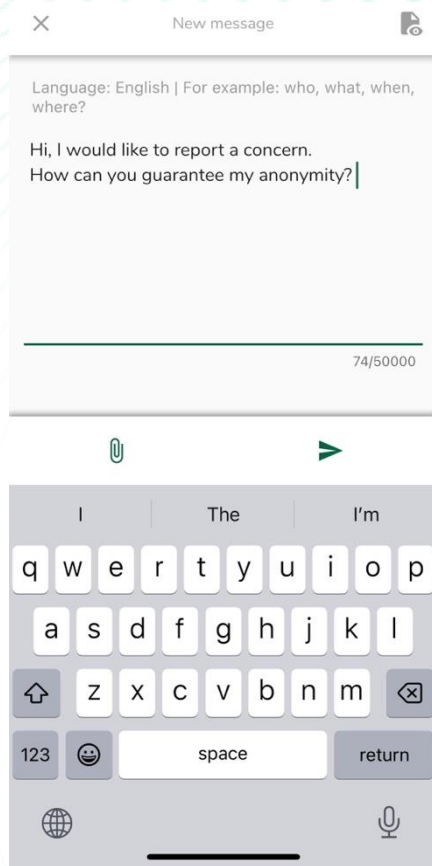 New message
Language: English | For example: who, what, when,
where?
Hi, I would like to report a concern.
How can you guarantee my anonymity?
74/50000
I The I'm
q w e r t y u i o p
a s d f g h j k l
z x c v b n m
123 space return